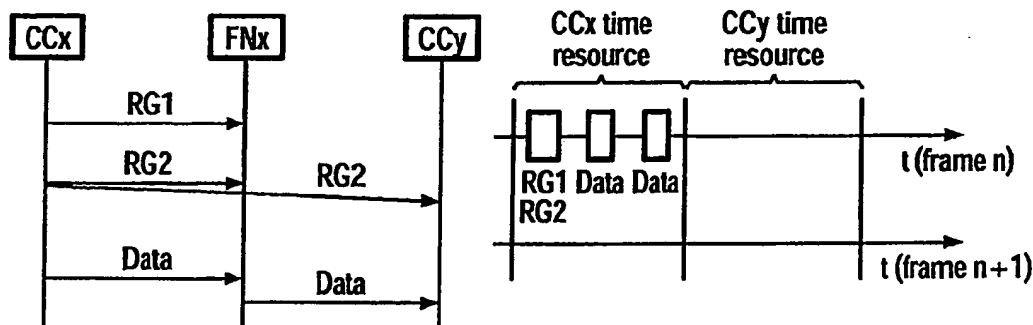 CCx
FNx
CCy
RG1
RG2
RG2
Data
Data
CCx time
resource
CCy time
resource
t (frame n)
RG1 Data Data
RG2
t (frame n+1)